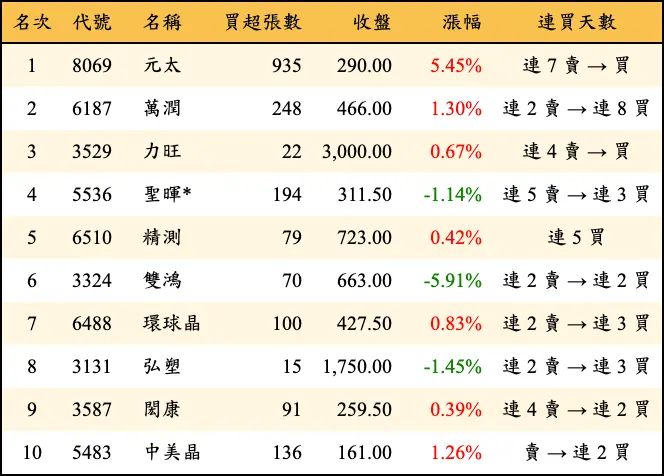 名次 代號 名稱 買超張數 收盤 漲幅 連買天數
1 8069 元太 935 290.00 5.45% 連 7 賣 → 買
2 6187 萬潤 248 466.00 1.30% 連 2 賣 → 連 8 買
3 3529 力旺 22 3,000.00 0.67% 連 4 賣 → 買
4 5536 聖暉* 194 311.50 -1.14% 連 5 賣 → 連 3 買
5 6510 精測 79 723.00 0.42% 連 5 買
6 3324 雙鴻 70 663.00 -5.91% 連 2 賣 → 連 2 買
7 6488 環球晶 100 427.50 0.83% 連 2 賣 → 連 3 買
8 3131 弘塑 15 1,750.00 -1.45% 連 2 賣 → 連 3 買
9 3587 閎康 91 259.50 0.39% 連 4 賣 → 連 2 買
10 5483 中美晶 136 161.00 1.26% 賣 → 連 2 買